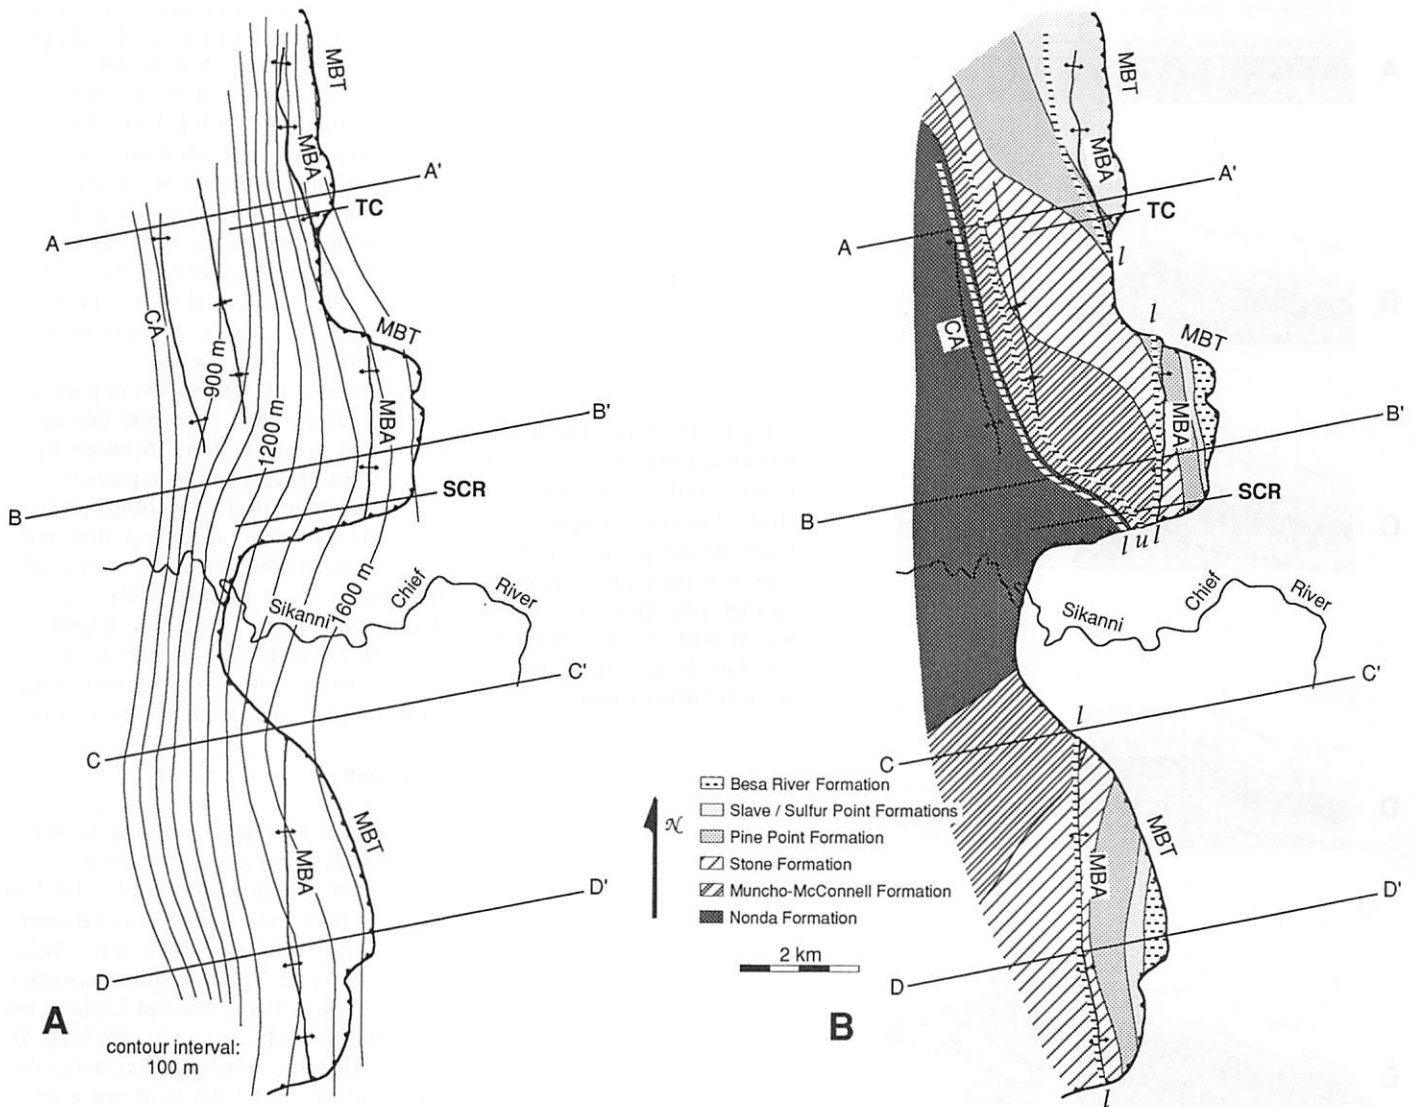 MBT
MBA
A'
TC
A
CA
900 m
MBT
1200 m
MBA
B'
SCR
B
Sikanni
Chief
River
1600 m
C'
C
MBT
MBA
D'
D
A
contour interval:
100 m
MBT
MBA
A'
TC
A
l
l
MBT
CA
MBA
B'
SCR
B
l u l
Sikanni
Chief
River
C'
l
C
MBT
MBA
D'
D
N
Besa River Formation
Slave / Sulfur Point Formations
Pine Point Formation
Stone Formation
Muncho-McConnell Formation
Nonda Formation
2 km
B
l
A
B
C
D
E